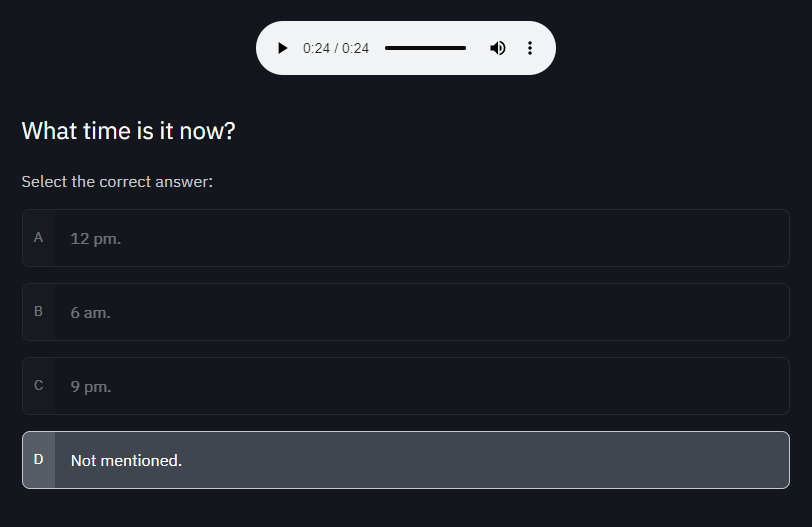 0:24 / 0:24
What time is it now?
Select the correct answer:
A 12 pm.
B 6 am.
C 9 pm.
D Not mentioned.